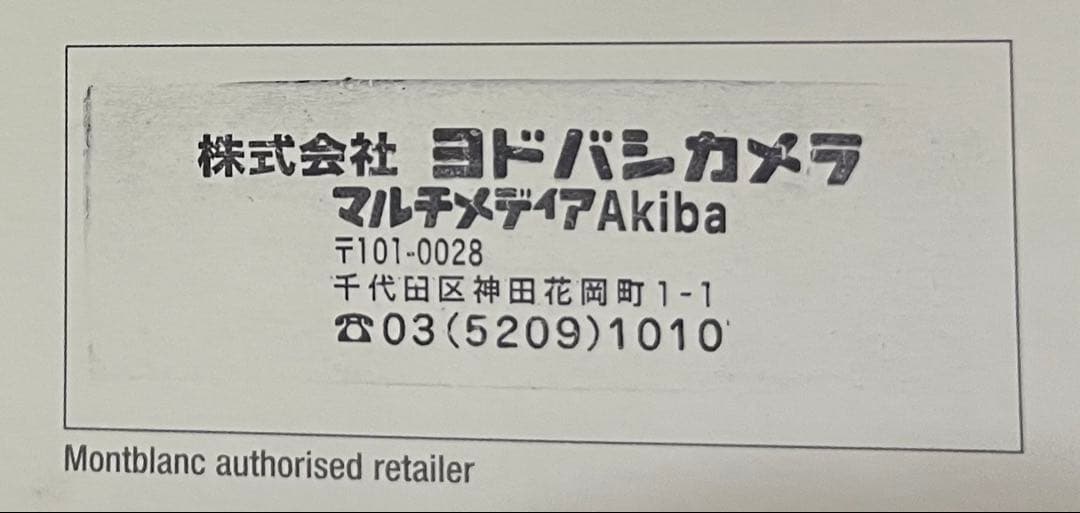 株式会社 ヨドバシカメラ
マルチメディアAkiba
〒101-0028
千代田区神田花岡町1-1
☎03(5209)1010
Montblanc authorised retailer